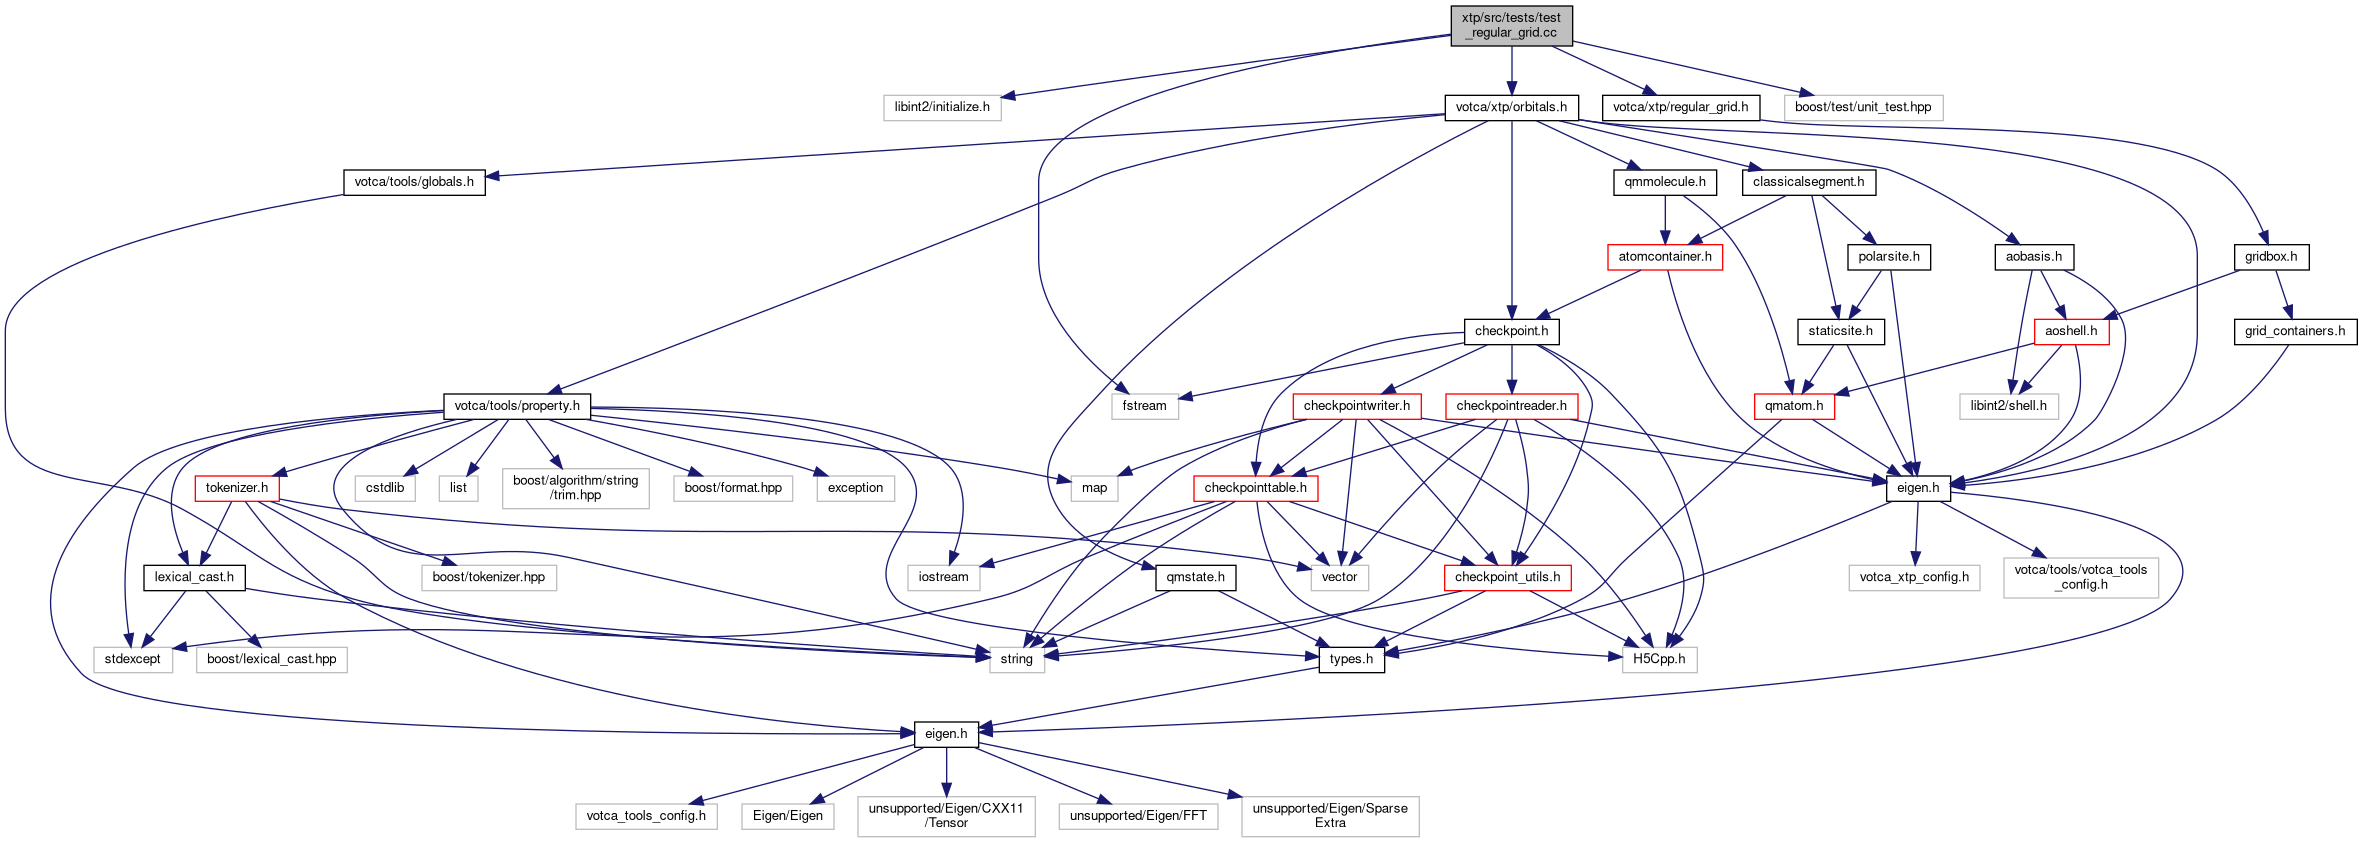 xtp/src/tests/test
_regular_grid.cc
libint2/initialize.h
votca/xtp/orbitals.h
votca/xtp/regular_grid.h
boost/test/unit_test.hpp
votca/tools/globals.h
qmmolecule.h
classicalsegment.h
atomcontainer.h
polarsite.h
aobasis.h
gridbox.h
checkpoint.h
staticsite.h
aoshell.h
grid_containers.h
votca/tools/property.h
fstream
checkpointwriter.h
checkpointreader.h
qmatom.h
libint2/shell.h
tokenizer.h
cstdlib
list
boost/algorithm/string
/trim.hpp
boost/format.hpp
exception
map
checkpointtable.h
eigen.h
lexical_cast.h
boost/tokenizer.hpp
iostream
qmstate.h
vector
checkpoint_utils.h
votca_xtp_config.h
votca/tools/votca_tools
_config.h
stdexcept
boost/lexical_cast.hpp
string
types.h
H5Cpp.h
eigen.h
votca_tools_config.h
Eigen/Eigen
unsupported/Eigen/CXX11
/Tensor
unsupported/Eigen/FFT
unsupported/Eigen/Sparse
Extra